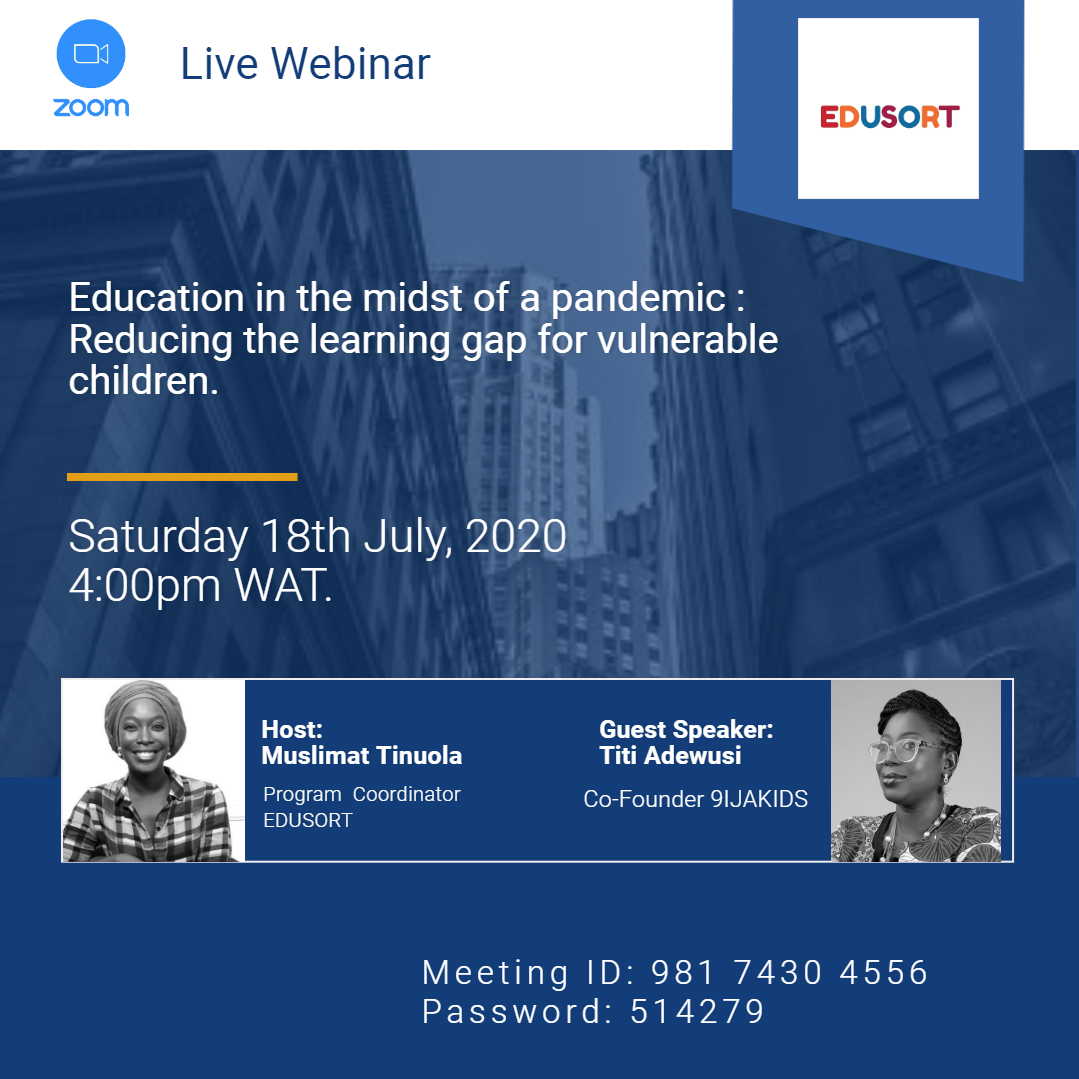 zoom
Live Webinar
EDUSORT
Education in the midst of a pandemic :
Reducing the learning gap for vulnerable
children.
Saturday 18th July, 2020
4:00pm WAT.
Host:
Muslimat Tinuola
Program Coordinator
EDUSORT
Guest Speaker:
Titi Adewusi
Co-Founder 9IJAKIDS
Meeting ID: 981 7430 4556
Password: 514279